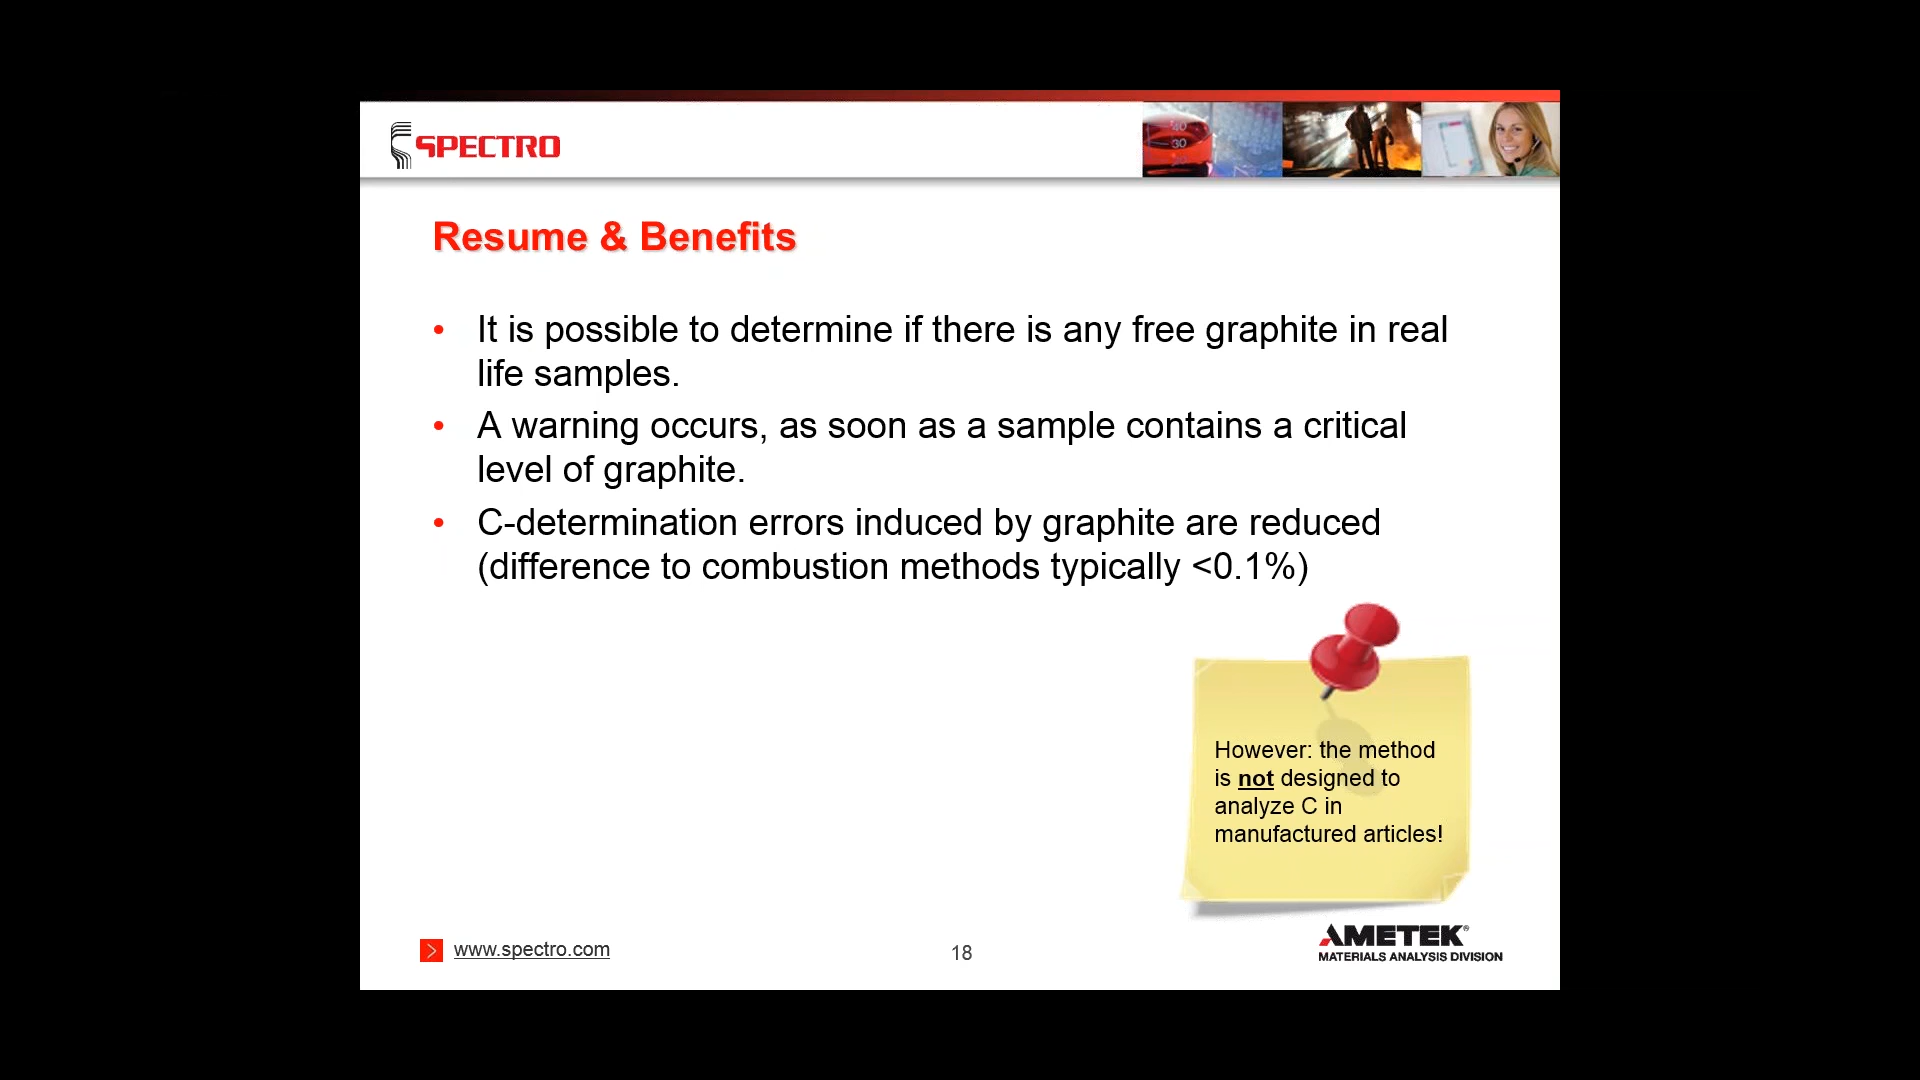 SPECTRO
40
30
Resume & Benefits
• It is possible to determine if there is any free graphite in real
life samples.
• A warning occurs, as soon as a sample contains a critical
level of graphite.
• C-determination errors induced by graphite are reduced
(difference to combustion methods typically <0.1%)
However: the method
is not designed to
analyze C in
manufactured articles!
www.spectro.com
18
AMETEK®
MATERIALS ANALYSIS DIVISION